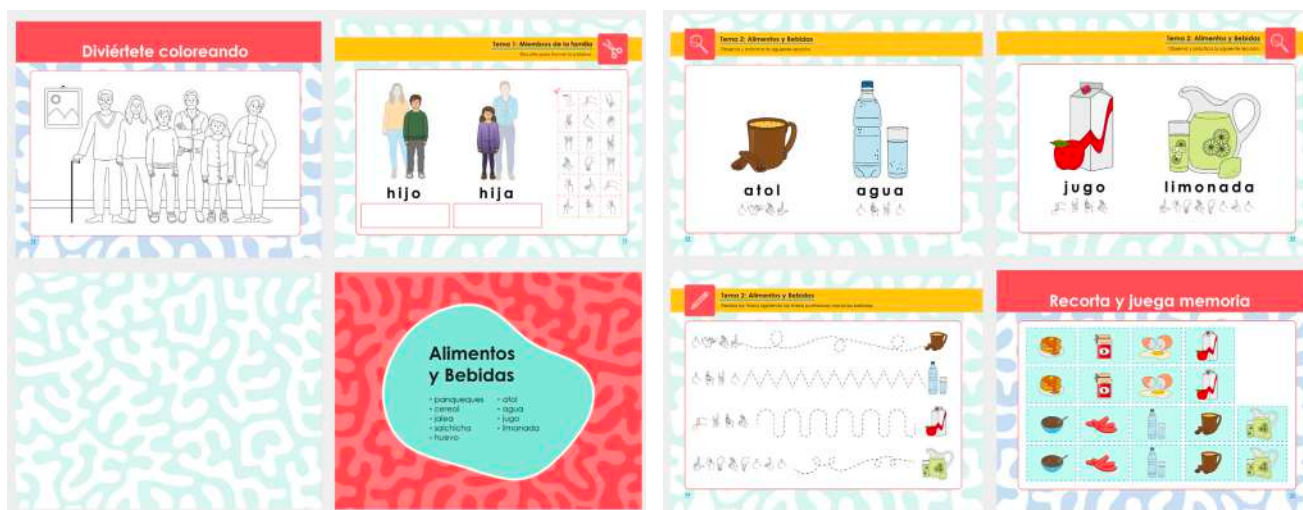 Diviértete coloreando
Tema 1: Miembros de la familia
hijo
hija
Alimentos
y Bebidas
• panqueques
• cereal
• jalea
• salchicha
• huevo
• atol
• agua
• jugo
• limonada
Tema 2: Alimentos y Bebidas
atol
agua
Tema 2: Alimentos y Bebidas
jugo
limonada
Tema 2: Alimentos y Bebidas
Recorta y juega memoria